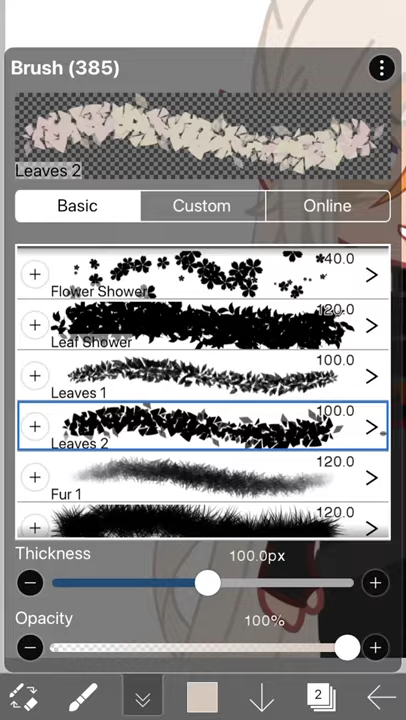 Brush (385)
Leaves 2
Basic
Custom
Online
40.0
Flower Shower
120.0
Leaf Shower
100.0
Leaves 1
100.0
Leaves 2
120.0
Fur 1
120.0
Thickness
100.0px
Opacity
100%
2